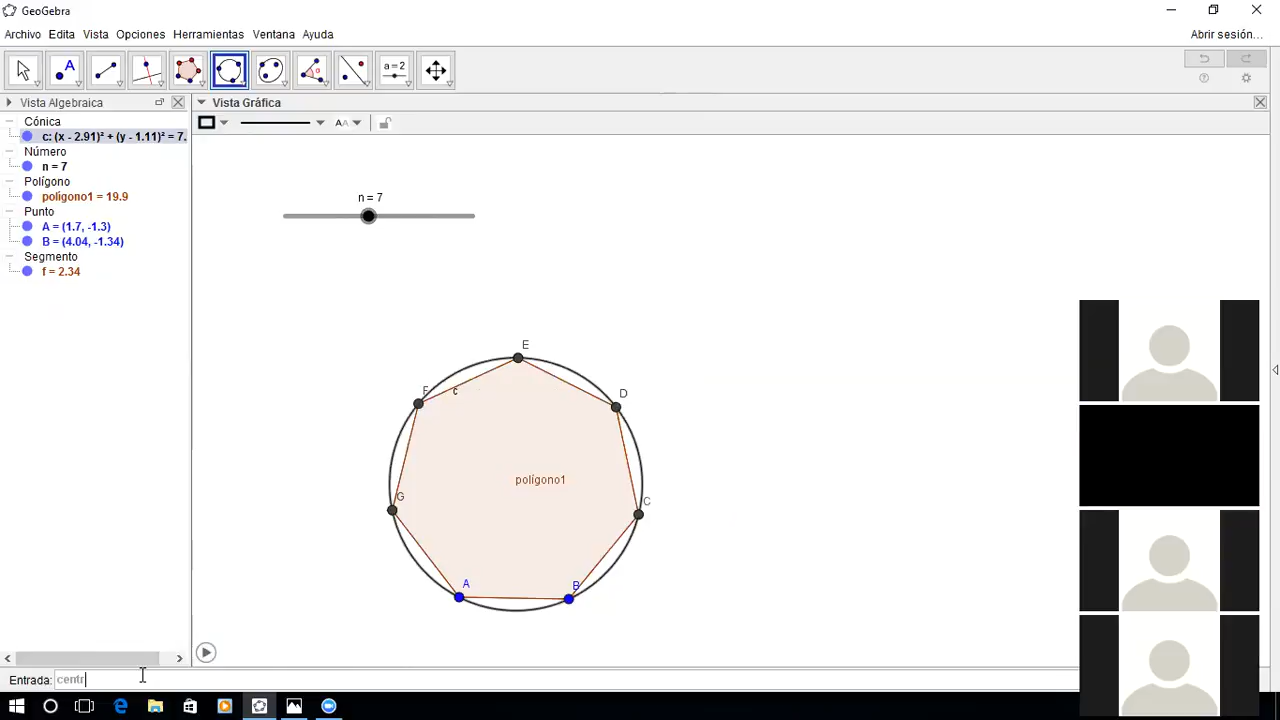 GeoGebra
Archivo Edita Vista Opciones Herramientas Ventana Ayuda
Abrir sesión...
A
a = 2
Vista Algebraica
Vista Gráfica
AA
Cónica
c: (x - 2.91)² + (y - 1.11)² = 7.
Número
n = 7
Polígono
polígono1 = 19.9
Punto
A = (1.7, -1.3)
B = (4.04, -1.34)
Segmento
f = 2.34
n = 7
E
F
c
D
polígono1
G
C
A
B
Entrada: centr